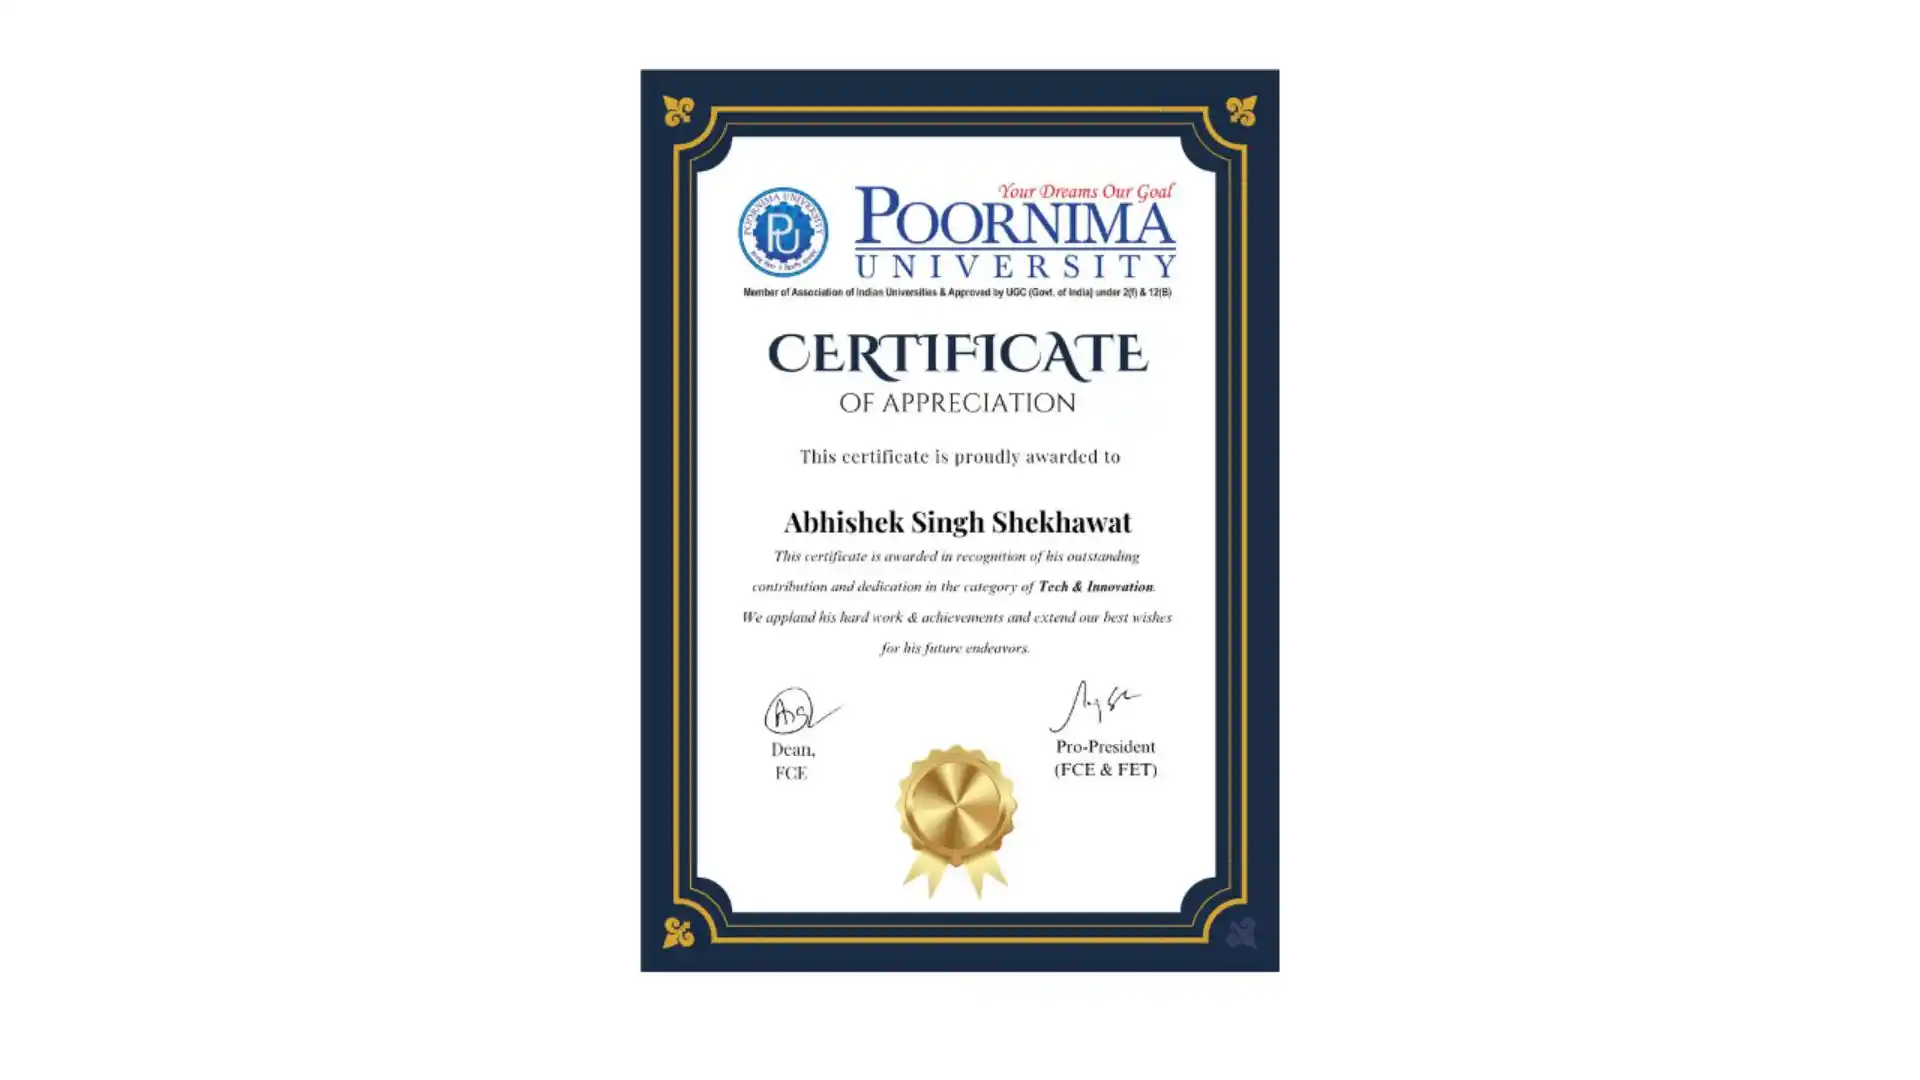 POORNIMA UNIVERSITY
PU
Your Dreams Our Goal
POORNIMA
UNIVERSITY
Member of Association of Indian Universities & Approved by UGC (Govt. of India) under 2(f) & 12(B)
CERTIFICATE
OF APPRECIATION
This certificate is proudly awarded to
Abhishek Singh Shekhawat
This certificate is awarded in recognition of his outstanding
contribution and dedication in the category of Tech & Innovation.
We applaud his hard work & achievements and extend our best wishes
for his future endeavors.
Dean,
FCE
Pro-President
(FCE & FET)